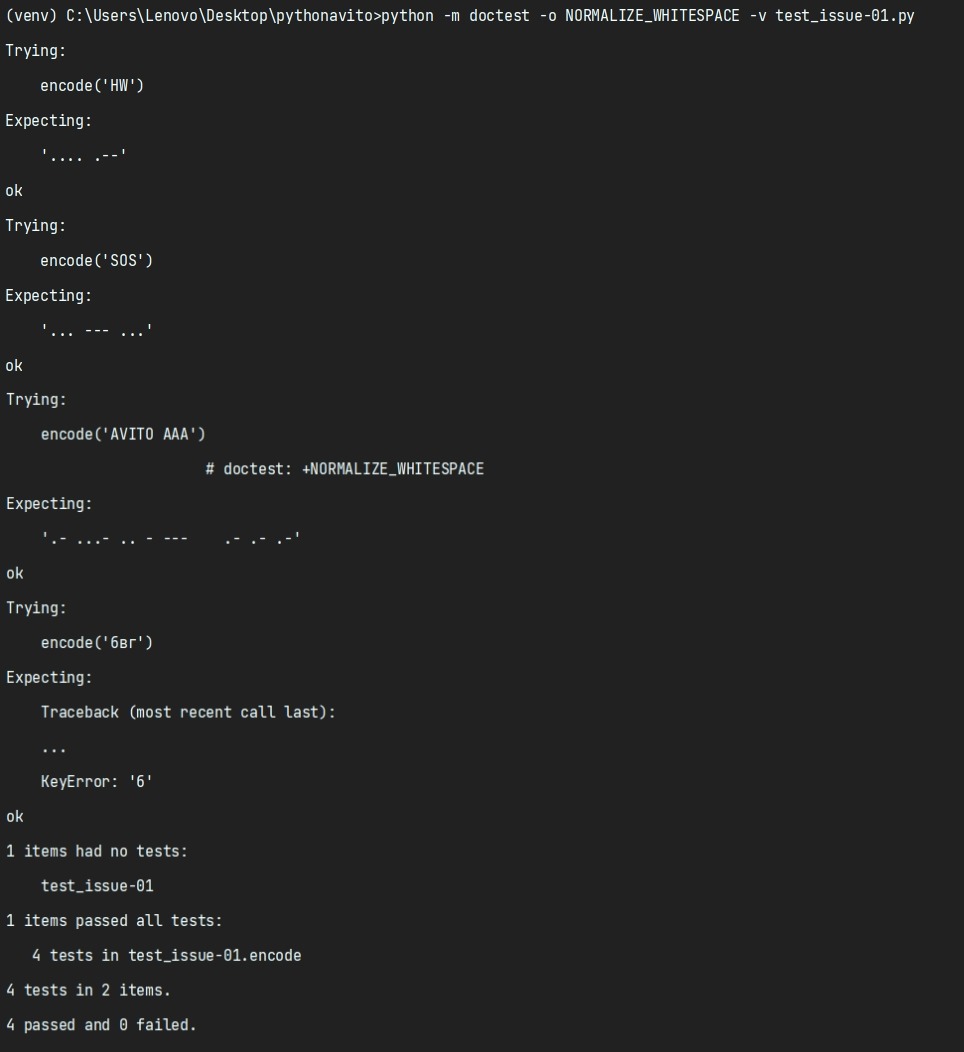 (venv) C:\Users\Lenovo\Desktop\pythonavito>python -m doctest -o NORMALIZE_WHITESPACE -v test_issue-01.py
Trying:
    encode('HW')
Expecting:
    '.... .--'
ok
Trying:
    encode('SOS')
Expecting:
    '... --- ...'
ok
Trying:
    encode('AVITO AAA')
                       # doctest: +NORMALIZE_WHITESPACE
Expecting:
    '.- ...- .. - ---    .- .- .-'
ok
Trying:
    encode('бвг')
Expecting:
    Traceback (most recent call last):
    ...
    KeyError: 'б'
ok
1 items had no tests:
    test_issue-01
1 items passed all tests:
   4 tests in test_issue-01.encode
4 tests in 2 items.
4 passed and 0 failed.